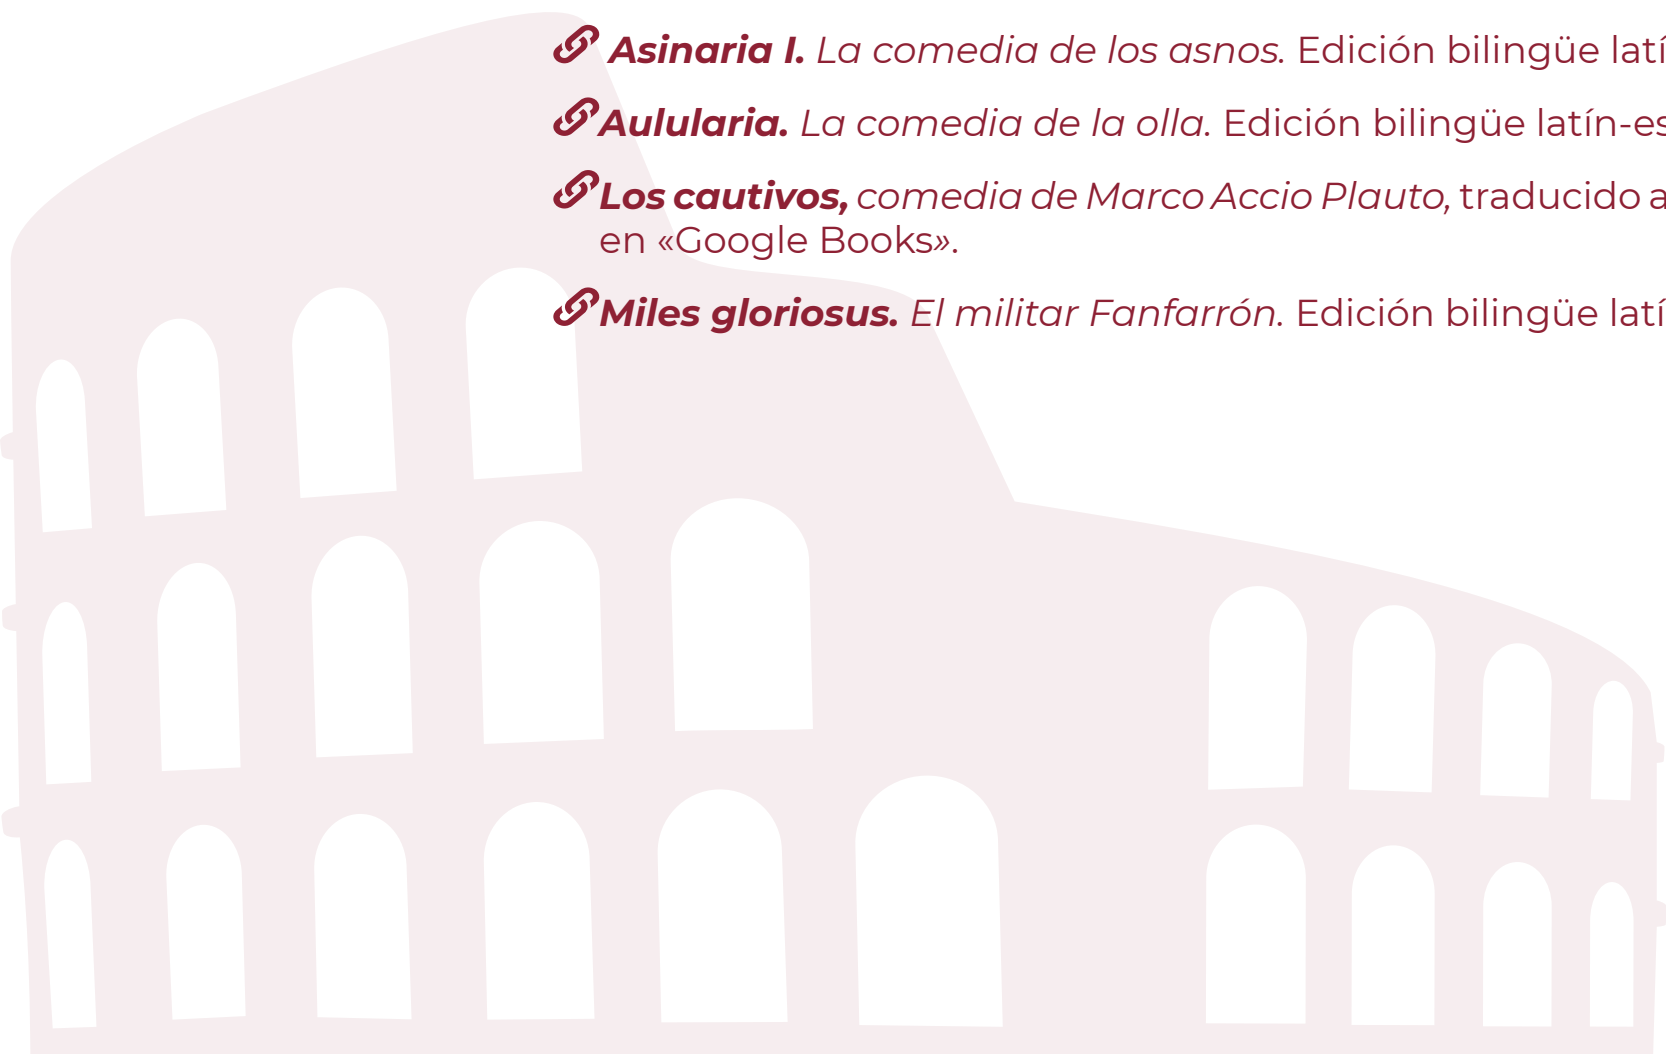 Asinaria I. La comedia de los asnos. Edición bilingüe latí
Aulularia. La comedia de la olla. Edición bilingüe latín-es
Los cautivos, comedia de Marco Accio Plauto, traducido a
en «Google Books».
Miles gloriosus. El militar Fanfarrón. Edición bilingüe latí